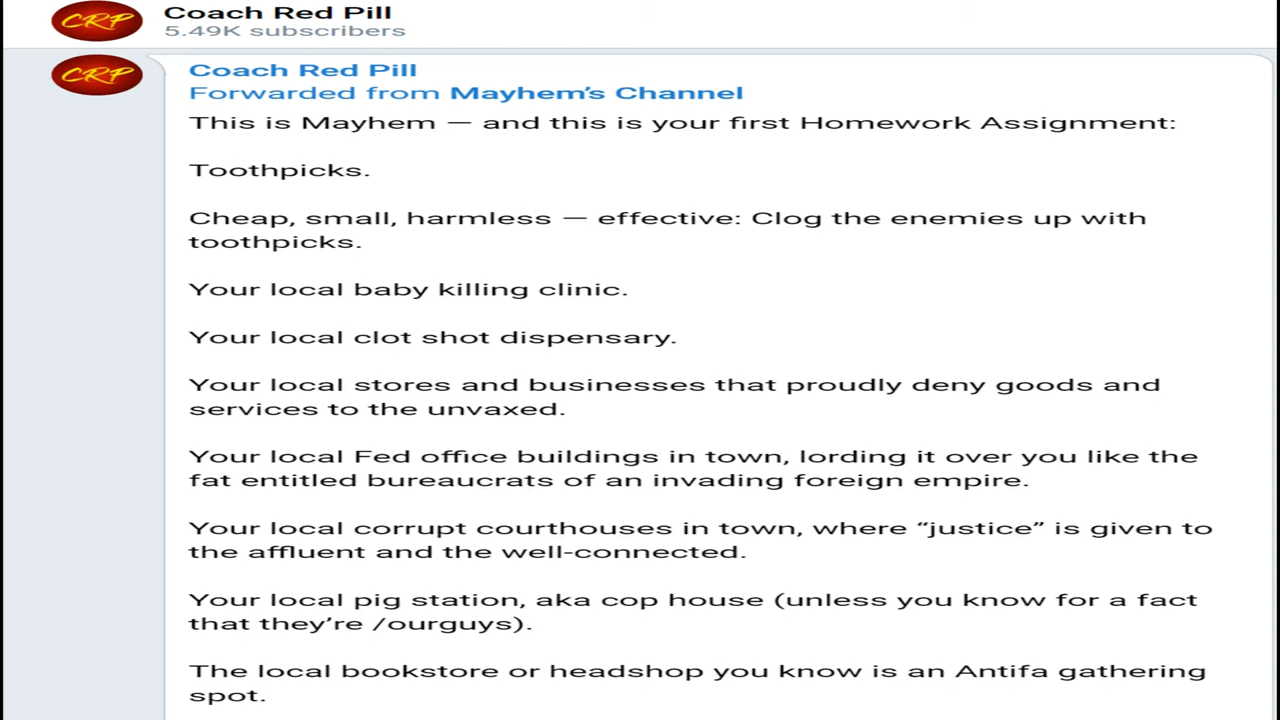 CRP
Coach Red Pill
5.49K subscribers
CRP
Coach Red Pill
Forwarded from Mayhem's Channel
This is Mayhem — and this is your first Homework Assignment:
Toothpicks.
Cheap, small, harmless — effective: Clog the enemies up with
toothpicks.
Your local baby killing clinic.
Your local clot shot dispensary.
Your local stores and businesses that proudly deny goods and
services to the unvaxed.
Your local Fed office buildings in town, lording it over you like the
fat entitled bureaucrats of an invading foreign empire.
Your local corrupt courthouses in town, where “justice” is given to
the affluent and the well-connected.
Your local pig station, aka cop house (unless you know for a fact
that they’re /ourguys).
The local bookstore or headshop you know is an Antifa gathering
spot.